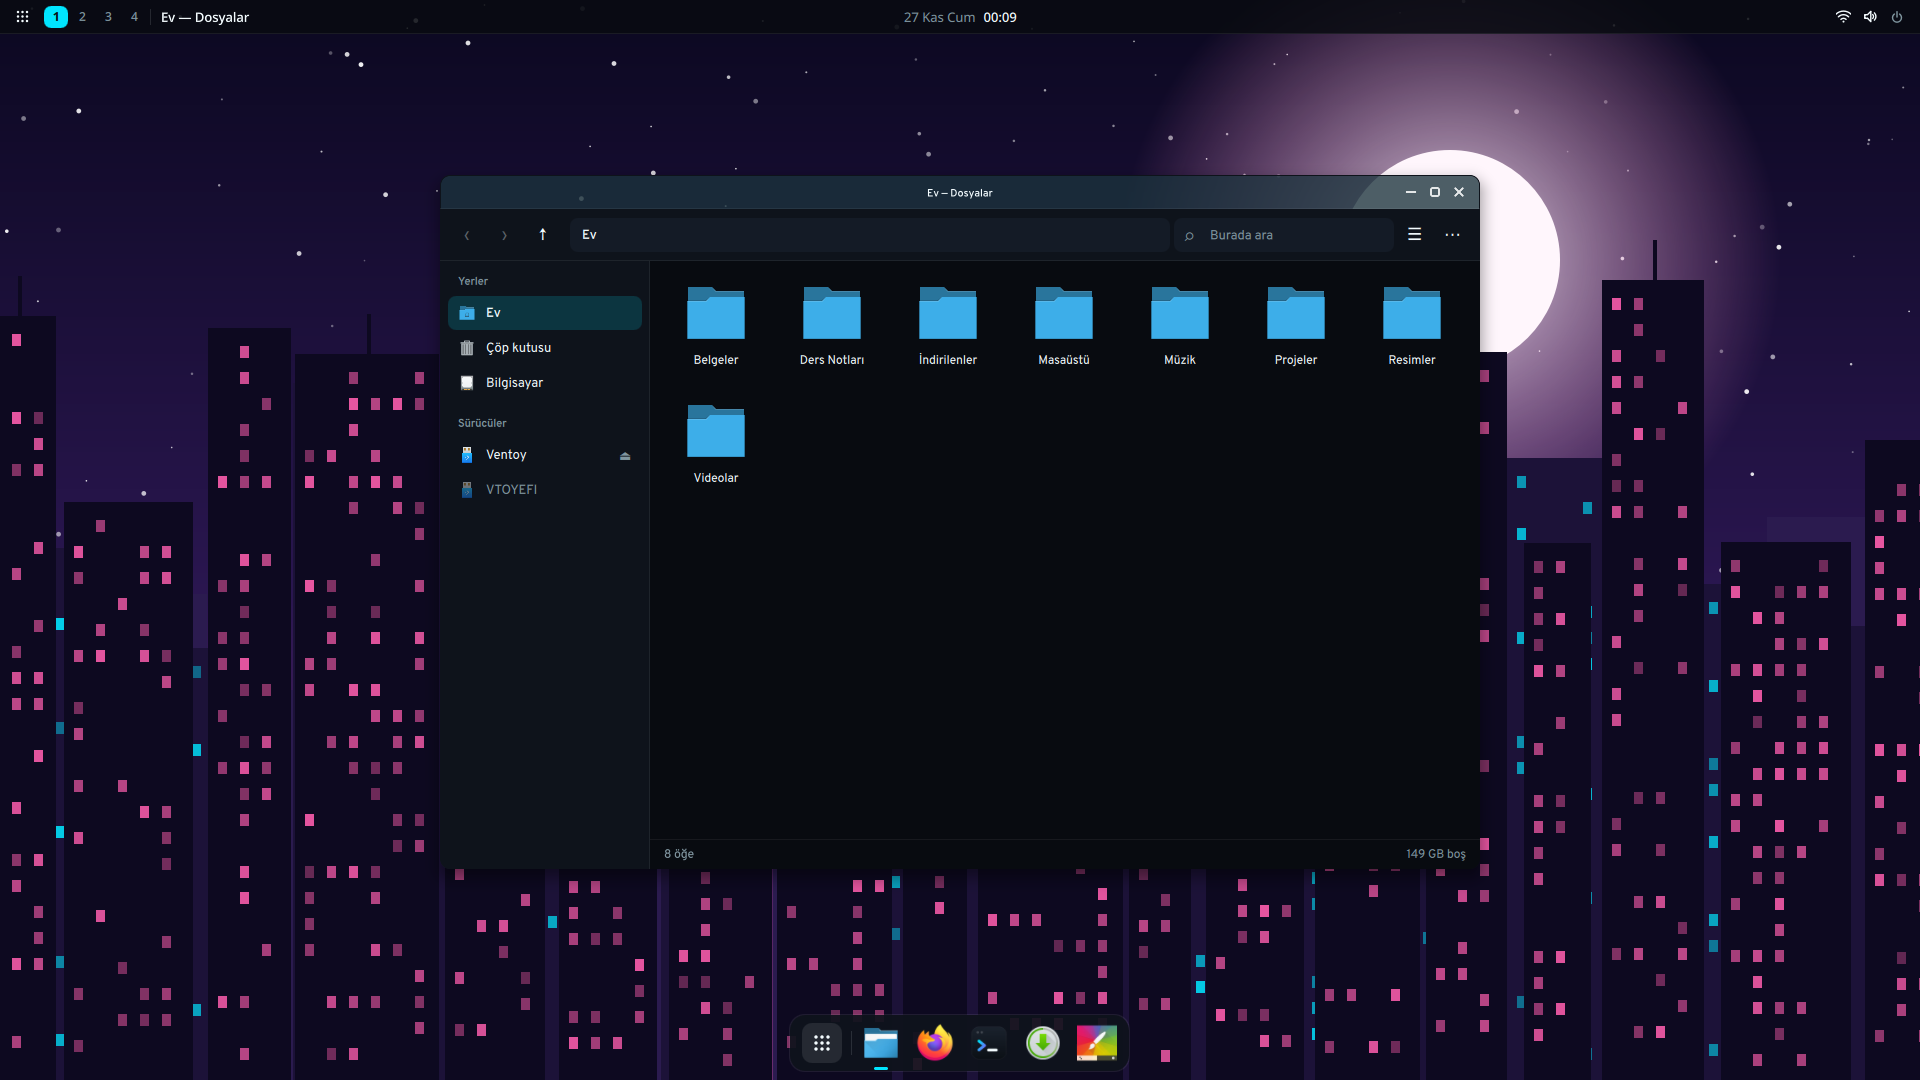 1 2 3 4 Ev — Dosyalar 27 Kas Cum 00:09
Ev — Dosyalar
Ev Burada ara
Yerler
Ev
Çöp kutusu
Bilgisayar
Sürücüler
Ventoy
VTOYEFI
Belgeler Ders Notları İndirilenler Masaüstü Müzik Projeler Resimler
Videolar
8 öğe 149 GB boş